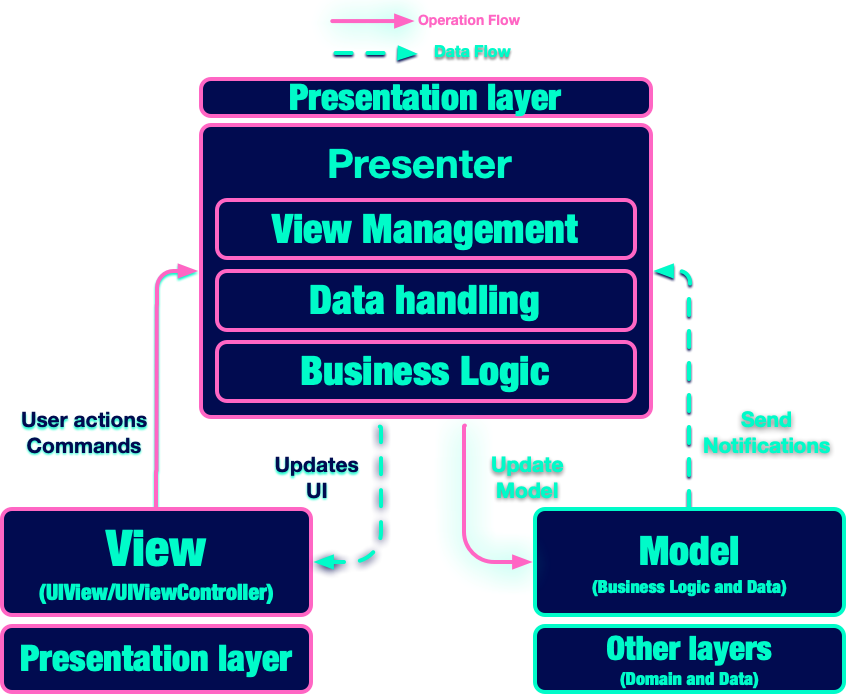 Operation Flow
Data Flow
Presentation layer
Presenter
View Management
Data handling
Business Logic
User actions
Commands
Updates
UI
Update
Model
Send
Notifications
View
(UIView/UIViewController)
Presentation layer
Model
(Business Logic and Data)
Other layers
(Domain and Data)